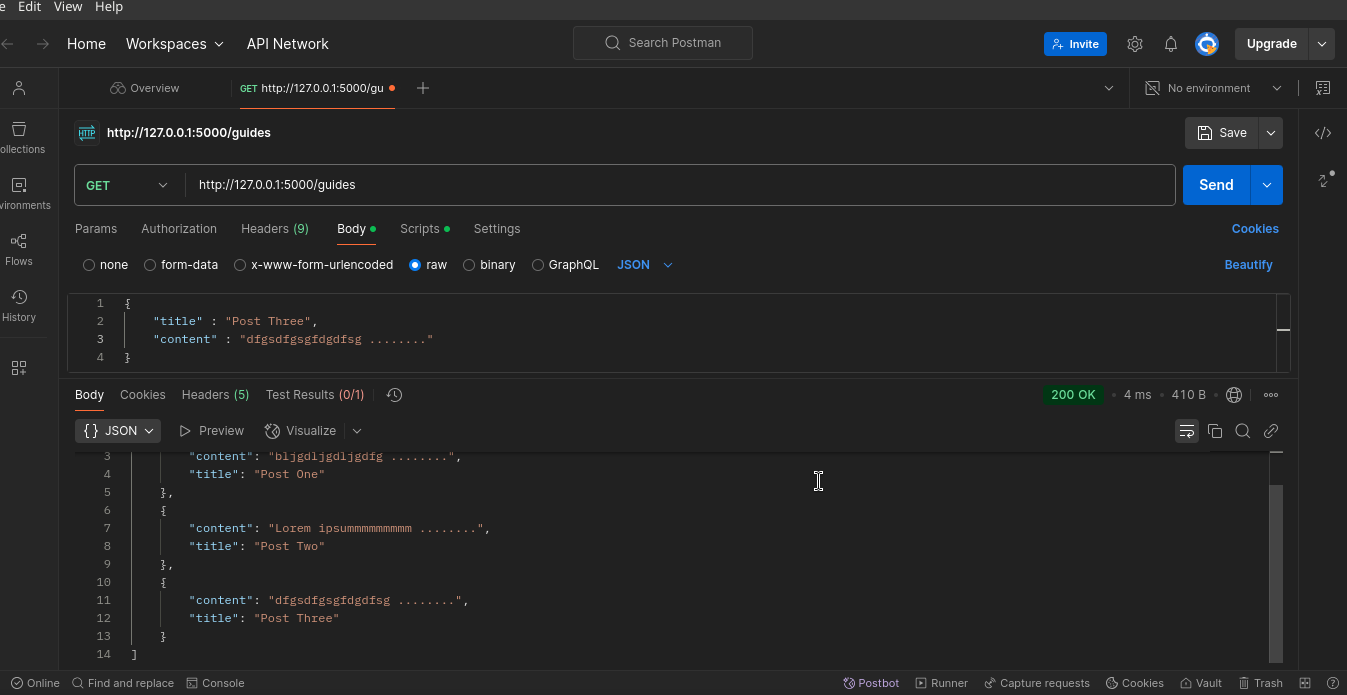 e Edit View Help
Home Workspaces API Network Search Postman Invite Upgrade
Overview GET http://127.0.0.1:5000/gu No environment
HTTP http://127.0.0.1:5000/guides Save
GET http://127.0.0.1:5000/guides Send
Params Authorization Headers (9) Body Scripts Settings Cookies
none form-data x-www-form-urlencoded raw binary GraphQL JSON Beautify
ollections
vironments
Flows
History
1 {
2 "title" : "Post Three",
3 "content" : "dfgsdfgsgfdgdfsg ........"
4 }
Body Cookies Headers (5) Test Results (0/1) 200 OK • 4 ms • 410 B
{} JSON Preview Visualize
3 "content": "bljgdljgdljgdfg ........",
4 "title": "Post One"
5 },
6 {
7 "content": "Lorem ipsummmmmmmmm ........",
8 "title": "Post Two"
9 },
10 {
11 "content": "dfgsdfgsgfdgdfsg ........",
12 "title": "Post Three"
13 }
14 ]
Online Find and replace Console Postbot Runner Capture requests Cookies Vault Trash